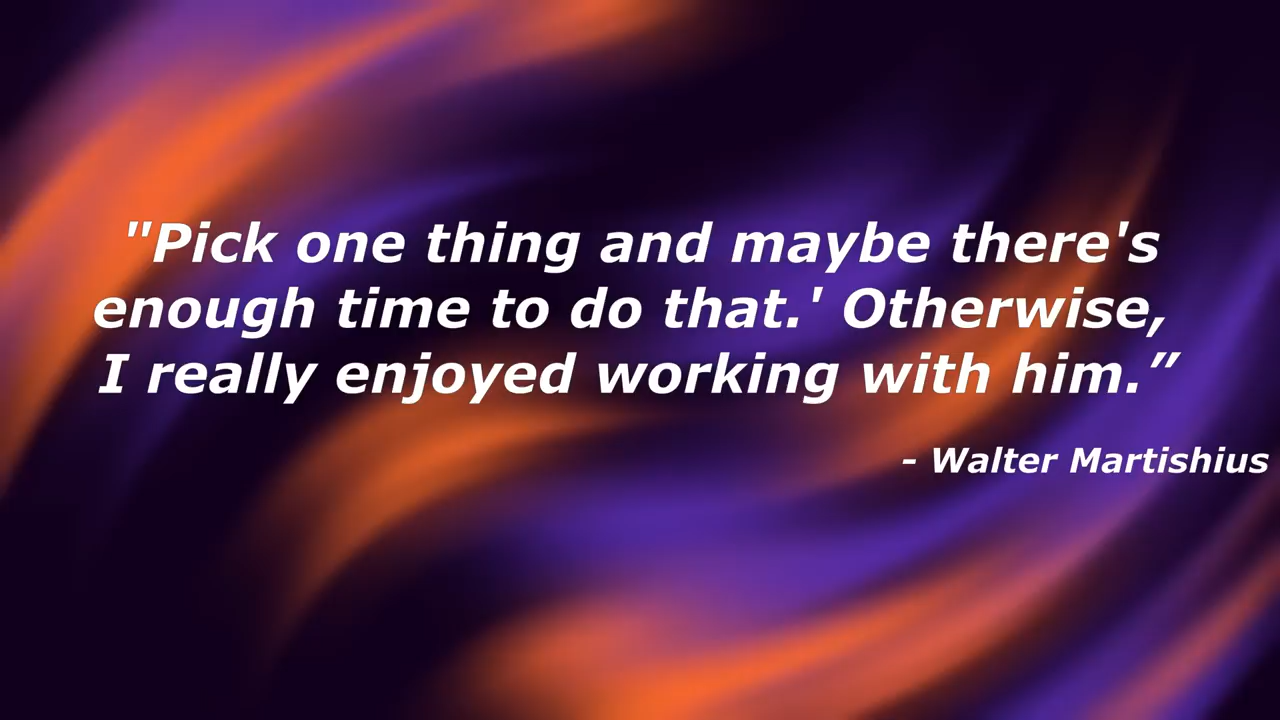 "Pick one thing and maybe there's
enough time to do that.' Otherwise,
I really enjoyed working with him.”
- Walter Martishius